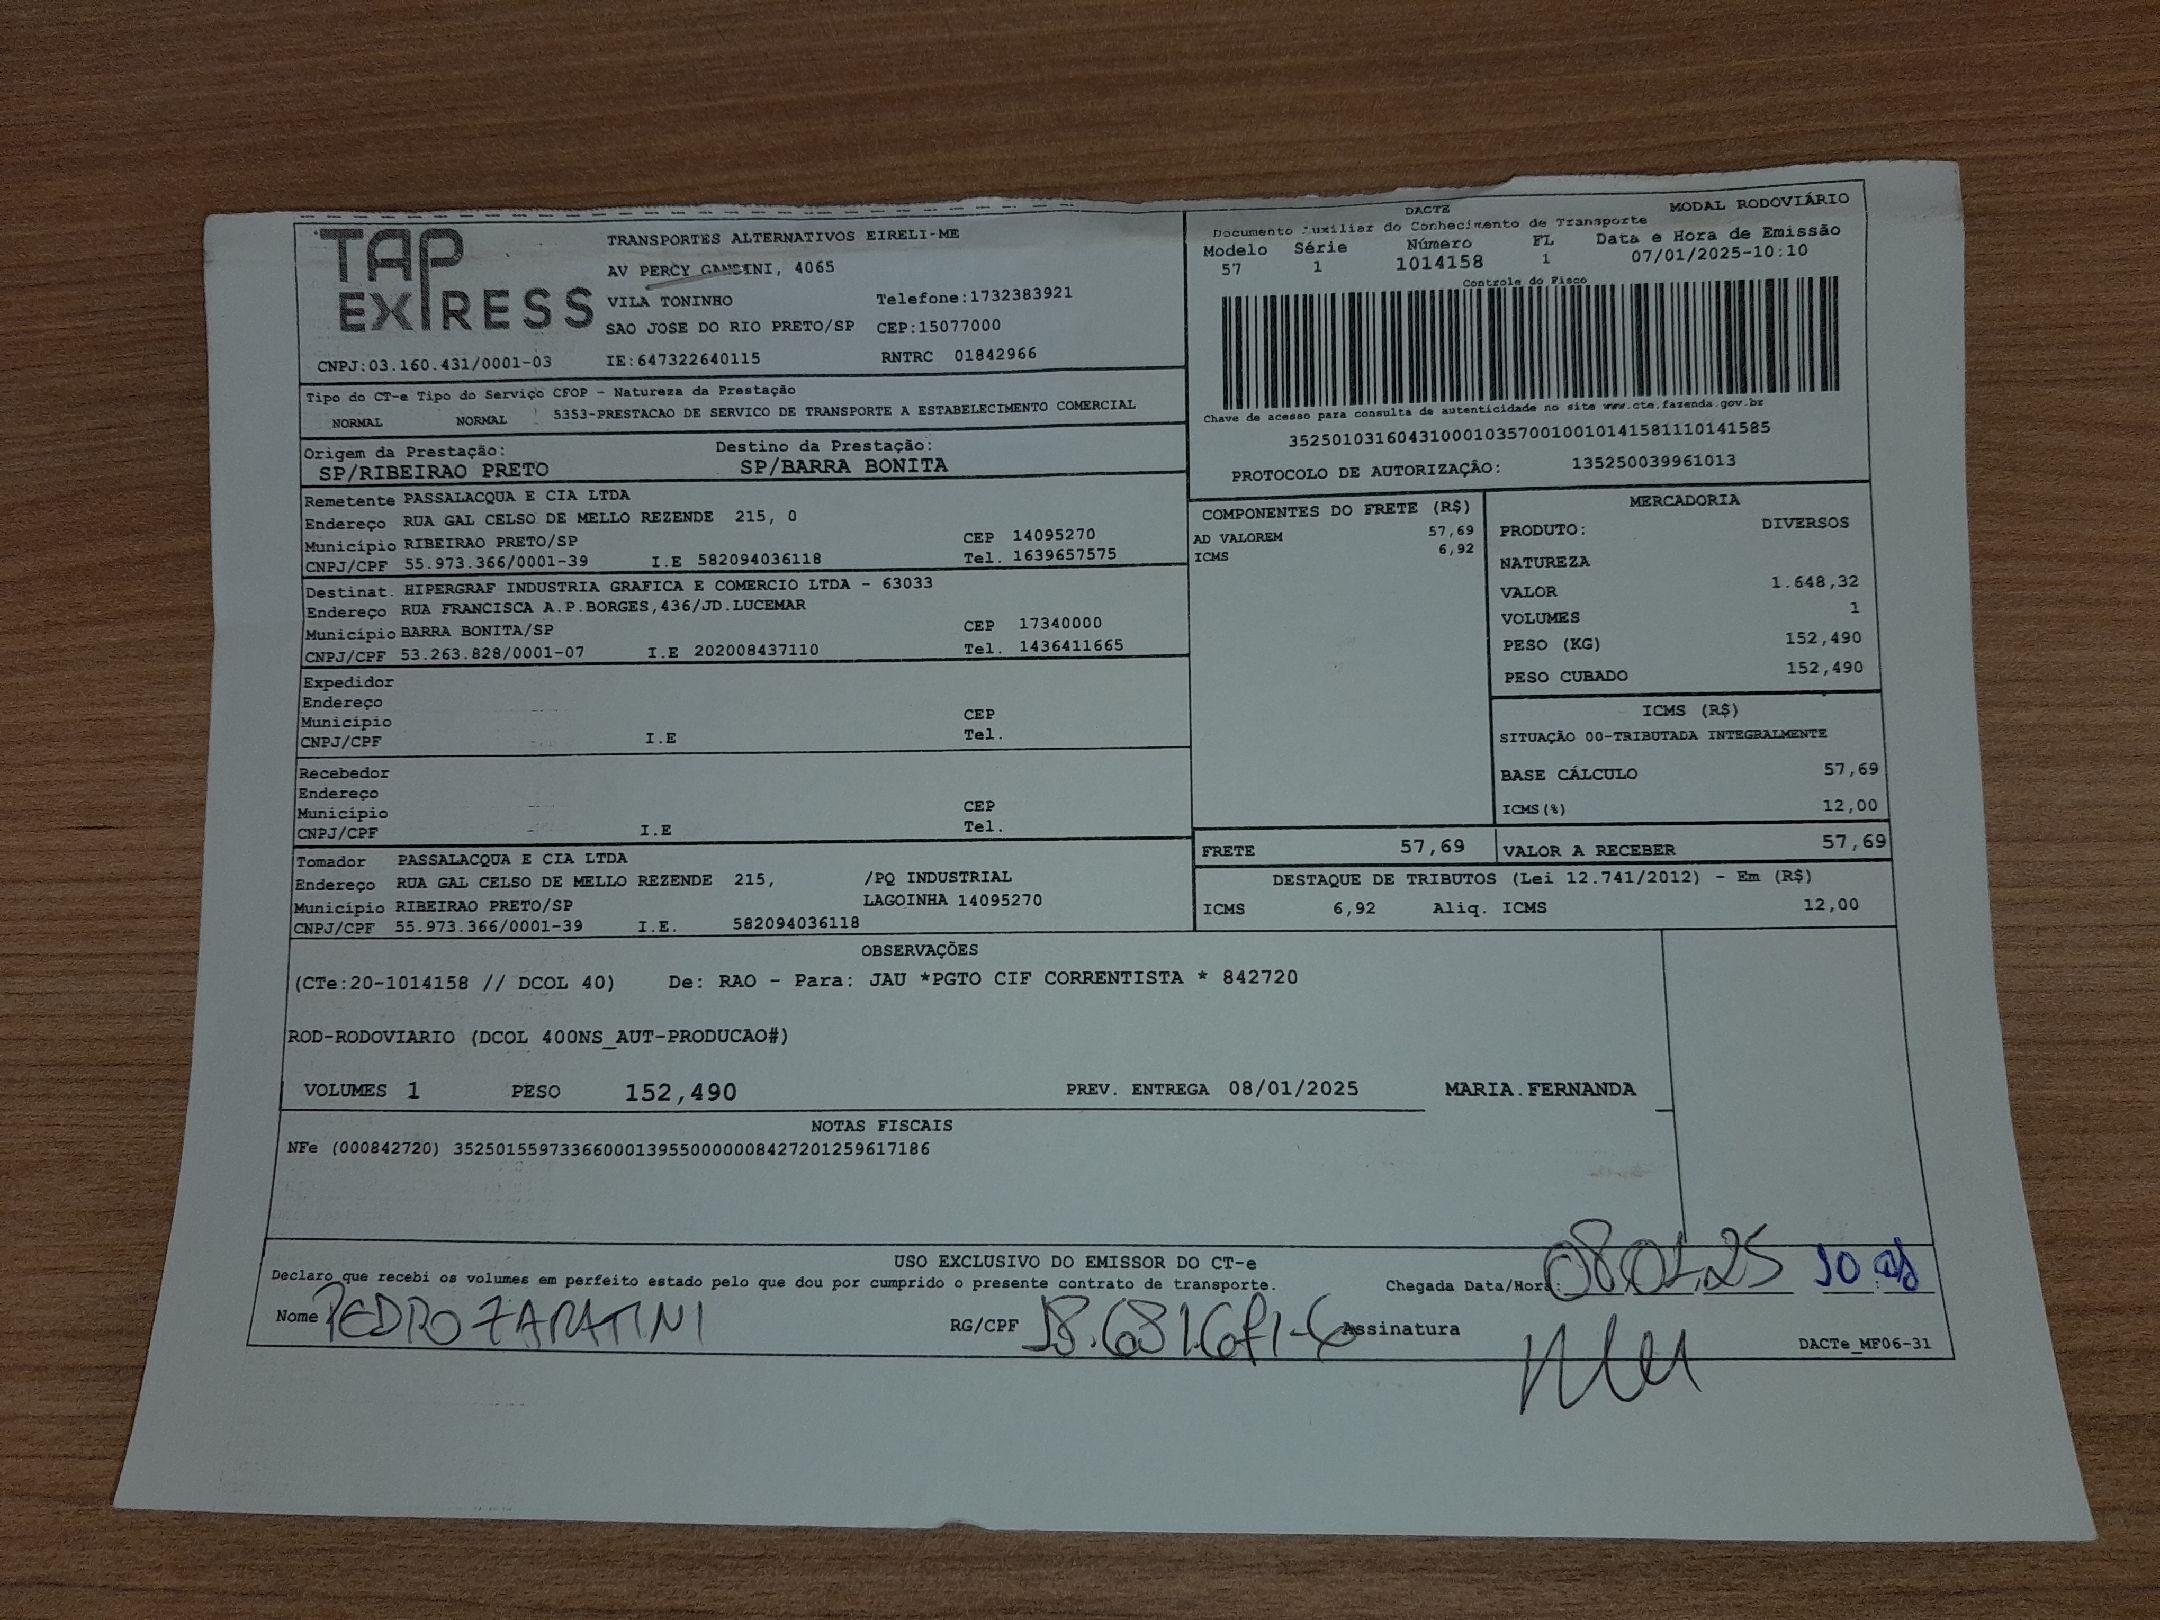 TAP
EXPRESS
TRANSPORTES ALTERNATIVOS EIRELI-ME
AV PERCY GANDINI, 4065
VILA TONINHO Telefone:1732383921
SAO JOSE DO RIO PRETO/SP CEP:15077000
CNPJ:03.160.431/0001-03 IE:647322640115 RNTRC 01842966
DACTE MODAL RODOVIÁRIO
Documento Auxiliar do Conhecimento de Transporte
Modelo Série Número FL Data e Hora de Emissão
57 1 1014158 1 07/01/2025-10:10
Controle do Fisco
Chave de acesso para consulta de autenticidade no site www.cte.fazenda.gov.br
35250103160431000103570010010141581110141585
PROTOCOLO DE AUTORIZAÇÃO: 135250039961013
Tipo do CT-e Tipo do Serviço CFOP - Natureza da Prestação
NORMAL NORMAL 5353-PRESTACAO DE SERVICO DE TRANSPORTE A ESTABELECIMENTO COMERCIAL
Origem da Prestação: Destino da Prestação:
SP/RIBEIRAO PRETO SP/BARRA BONITA
Remetente PASSALACQUA E CIA LTDA
Endereço RUA GAL CELSO DE MELLO REZENDE 215, 0
Município RIBEIRAO PRETO/SP CEP 14095270
CNPJ/CPF 55.973.366/0001-39 I.E 582094036118 Tel. 1639657575
Destinat. HIPERGRAF INDUSTRIA GRAFICA E COMERCIO LTDA - 63033
Endereço RUA FRANCISCA A.P.BORGES,436/JD.LUCEMAR
Município BARRA BONITA/SP CEP 17340000
CNPJ/CPF 53.263.828/0001-07 I.E 202008437110 Tel. 1436411665
Expedidor
Endereço
Município CEP
CNPJ/CPF I.E Tel.
Recebedor
Endereço
Município CEP
CNPJ/CPF I.E Tel.
Tomador PASSALACQUA E CIA LTDA
Endereço RUA GAL CELSO DE MELLO REZENDE 215, /PQ INDUSTRIAL
Município RIBEIRAO PRETO/SP LAGOINHA 14095270
CNPJ/CPF 55.973.366/0001-39 I.E. 582094036118
COMPONENTES DO FRETE (R$)
AD VALOREM 57,69
ICMS 6,92
MERCADORIA
PRODUTO: DIVERSOS
NATUREZA
VALOR 1.648,32
VOLUMES 1
PESO (KG) 152,490
PESO CUBADO 152,490
ICMS (R$)
SITUAÇÃO 00-TRIBUTADA INTEGRALMENTE
BASE CÁLCULO 57,69
ICMS(%) 12,00
FRETE 57,69 VALOR A RECEBER 57,69
DESTAQUE DE TRIBUTOS (Lei 12.741/2012) - Em (R$)
ICMS 6,92 Aliq. ICMS 12,00
OBSERVAÇÕES
(CTe:20-1014158 // DCOL 40) De: RAO - Para: JAU *PGTO CIF CORRENTISTA * 842720
ROD-RODOVIARIO (DCOL 400NS_AUT-PRODUCAO#)
VOLUMES 1 PESO 152,490 PREV. ENTREGA 08/01/2025 MARIA.FERNANDA
NOTAS FISCAIS
NFe (000842720) 35250155973366000139550000008427201259617186
USO EXCLUSIVO DO EMISSOR DO CT-e
Declaro que recebi os volumes em perfeito estado pelo que dou por cumprido o presente contrato de transporte. Chegada Data/Hora: 08.01.25
Nome PEDRO ZAPATINI RG/CPF Assinatura
DACTe_MF06-31